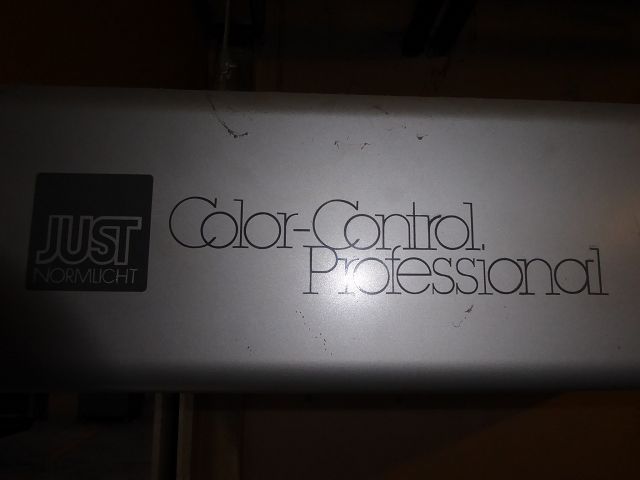 JUST
NORMLICHT
Color-Control.
Professional